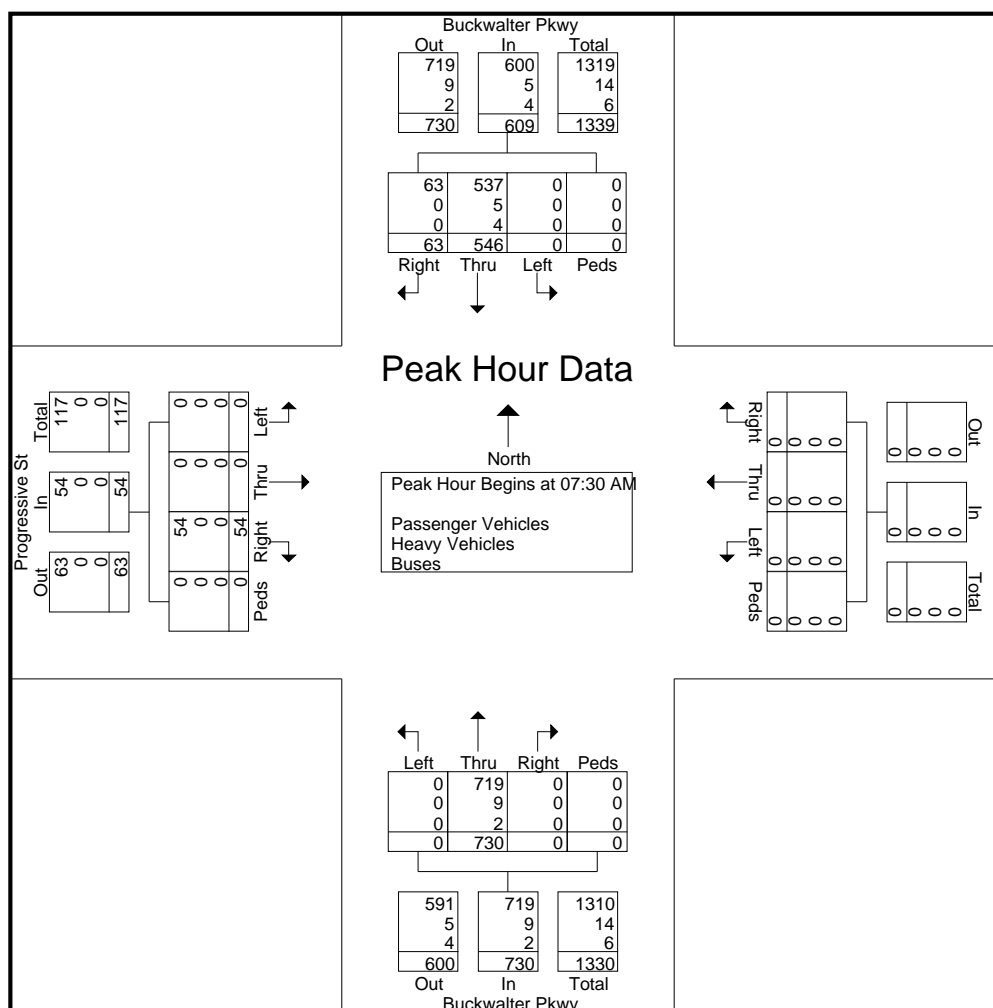 Buckwalter Pkwy
Out In Total
719 600 1319
9 5 14
2 4 6
730 609 1339
63 537 0 0
0 5 0 0
0 4 0 0
63 546 0 0
Right Thru Left Peds
Peak Hour Data
North
Peak Hour Begins at 07:30 AM
Passenger Vehicles
Heavy Vehicles
Buses
Progressive St
Out In Total
63 54 117
0 0 0
0 0 0
63 54 117
Left
0 0 0 0
Thru
0 0 0 0
Right
54 0 0 54
Peds
0 0 0 0
Right
0 0 0 0
Thru
0 0 0 0
Left
0 0 0 0
Peds
0 0 0 0
Out In Total
0 0 0
0 0 0
0 0 0
0 0 0
Left Thru Right Peds
0 719 0 0
0 9 0 0
0 2 0 0
0 730 0 0
591 719 1310
5 9 14
4 2 6
600 730 1330
Out In Total
Buckwalter Pkwy